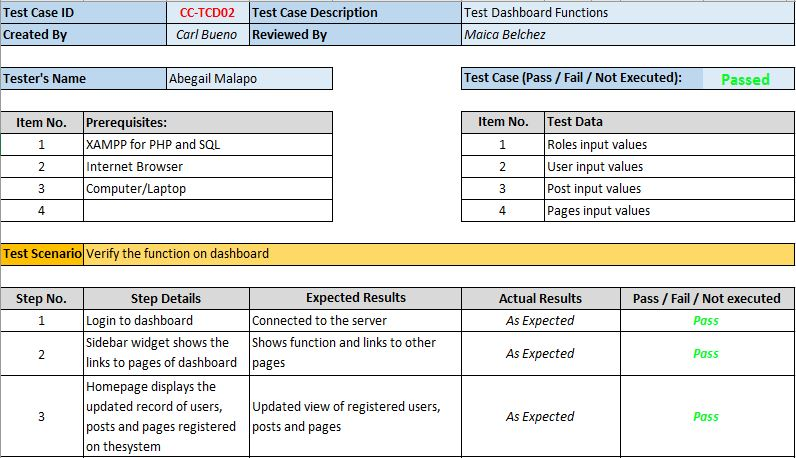 Test Case ID CC-TCD02 Test Case Description Test Dashboard Functions
Created By Carl Bueno Reviewed By Maica Belchez
Tester's Name Abegail Malapo Test Case (Pass / Fail / Not Executed): Passed
Item No. Prerequisites: Item No. Test Data
1 XAMPP for PHP and SQL 1 Roles input values
2 Internet Browser 2 User input values
3 Computer/Laptop 3 Post input values
4 4 Pages input values
Test Scenario Verify the function on dashboard
Step No. Step Details Expected Results Actual Results Pass / Fail / Not executed
1 Login to dashboard Connected to the server As Expected Pass
2 Sidebar widget shows the
links to pages of dashboard
Shows function and links to other
pages
As Expected Pass
3 Homepage displays the
updated record of users,
posts and pages registered
on thesystem
Updated view of registered users,
posts and pages
As Expected Pass